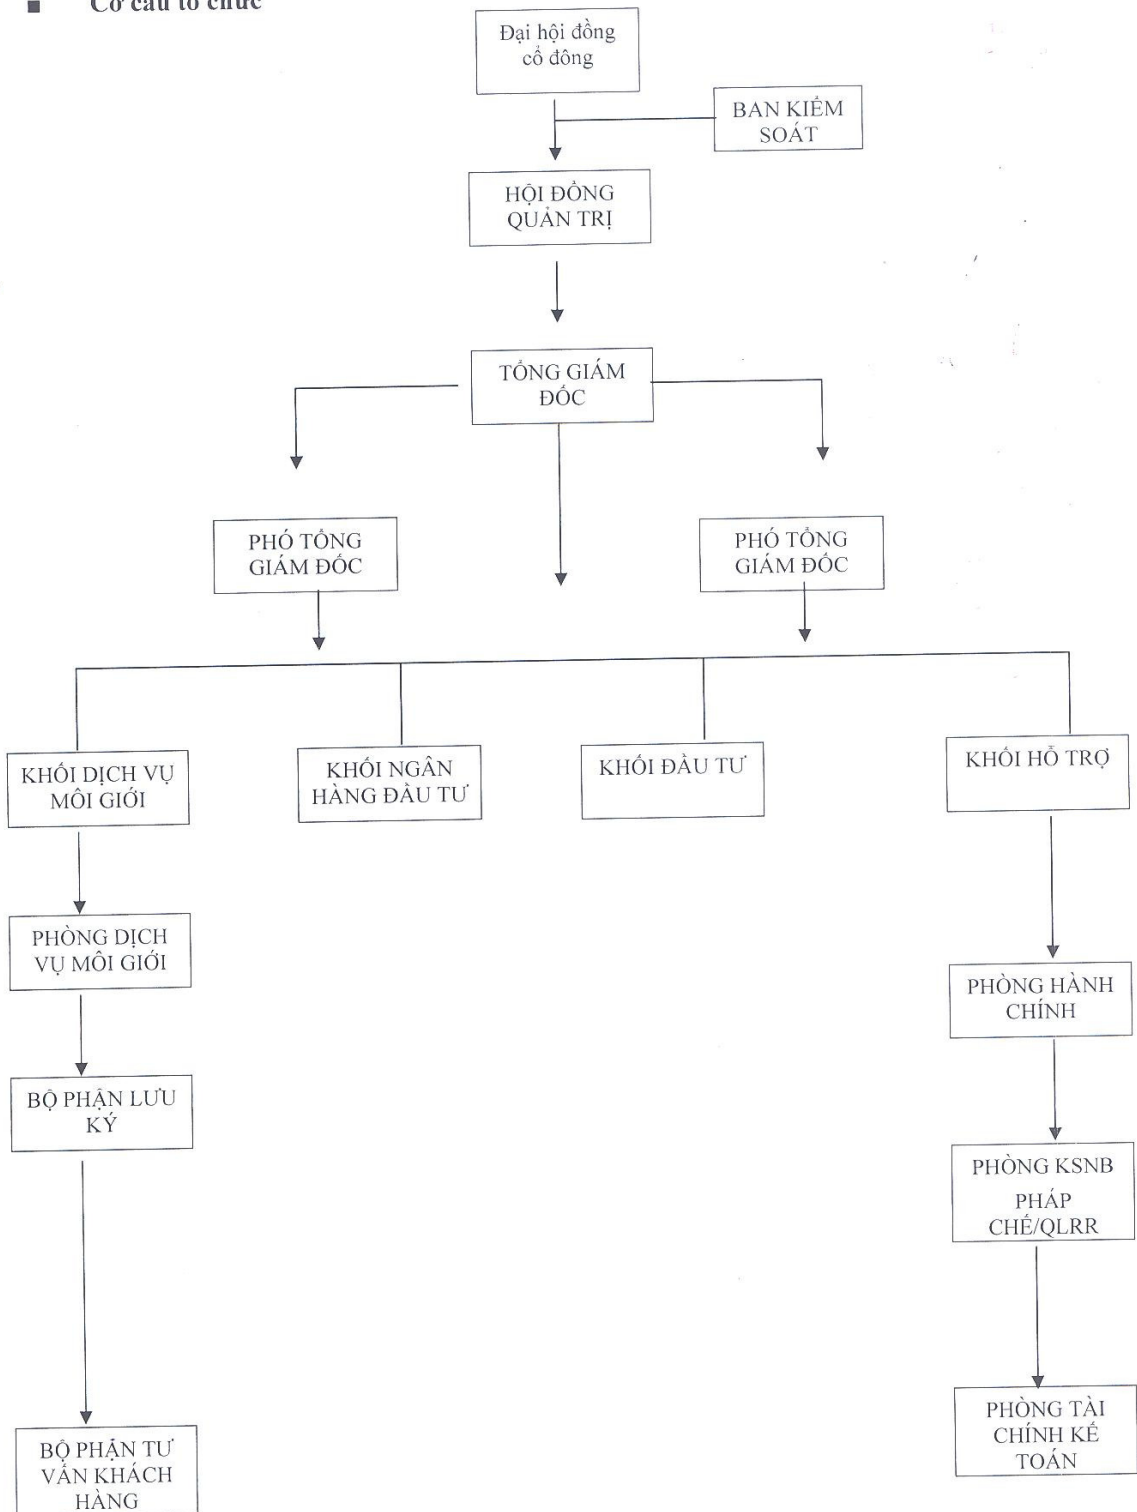 Cơ cấu tổ chức
Đại hội đồng
cổ đông
BAN KIỂM
SOÁT
HỘI ĐỒNG
QUẢN TRỊ
TỔNG GIÁM
ĐỐC
PHÓ TỔNG
GIÁM ĐỐC
PHÓ TỔNG
GIÁM ĐỐC
KHỐI DỊCH VỤ
MÔI GIỚI
KHỐI NGÂN
HÀNG ĐẦU TƯ
KHỐI ĐẦU TƯ
KHỐI HỖ TRỢ
PHÒNG DỊCH
VỤ MÔI GIỚI
PHÒNG HÀNH
CHÍNH
BỘ PHẬN LƯU
KÝ
PHÒNG KSNB
PHÁP
CHẾ/QLRR
PHÒNG TÀI
CHÍNH KẾ
TOÁN
BỘ PHẬN TƯ
VẤN KHÁCH
HÀNG